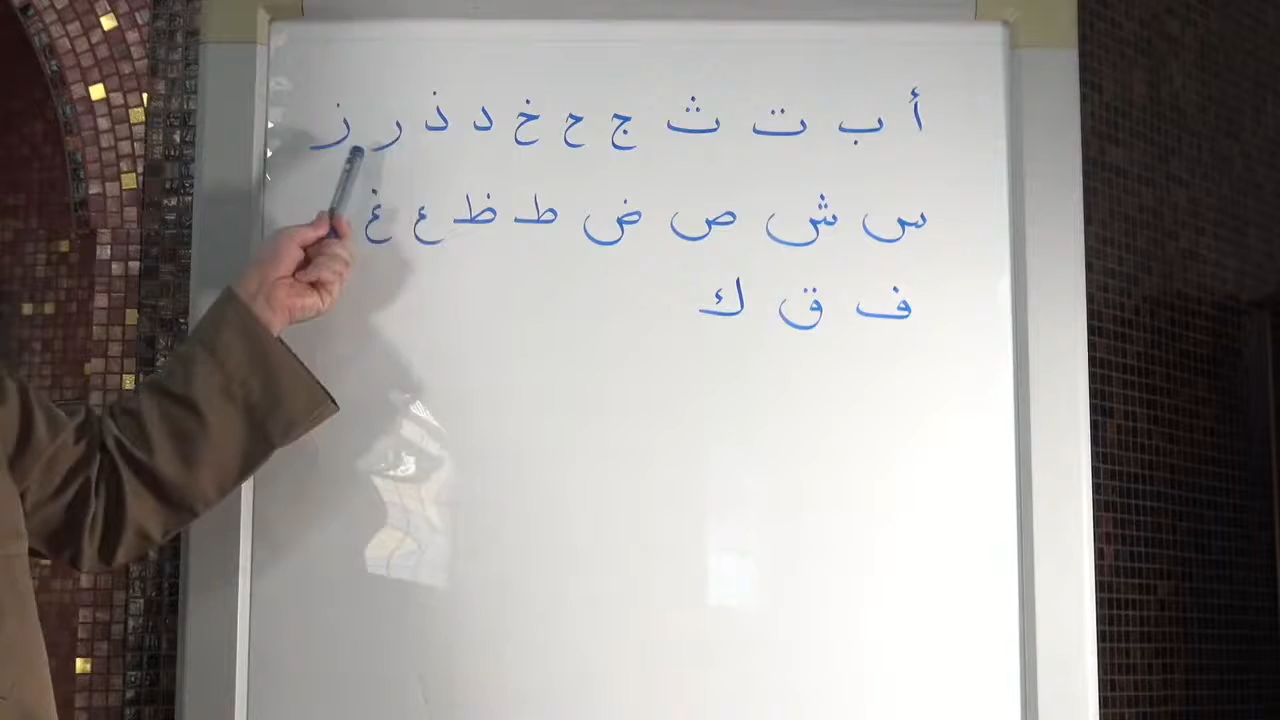 أ ب ت ث ج ح خ د ذ ر ز
س ش ص ض ط ظ ع غ
ف ق ك